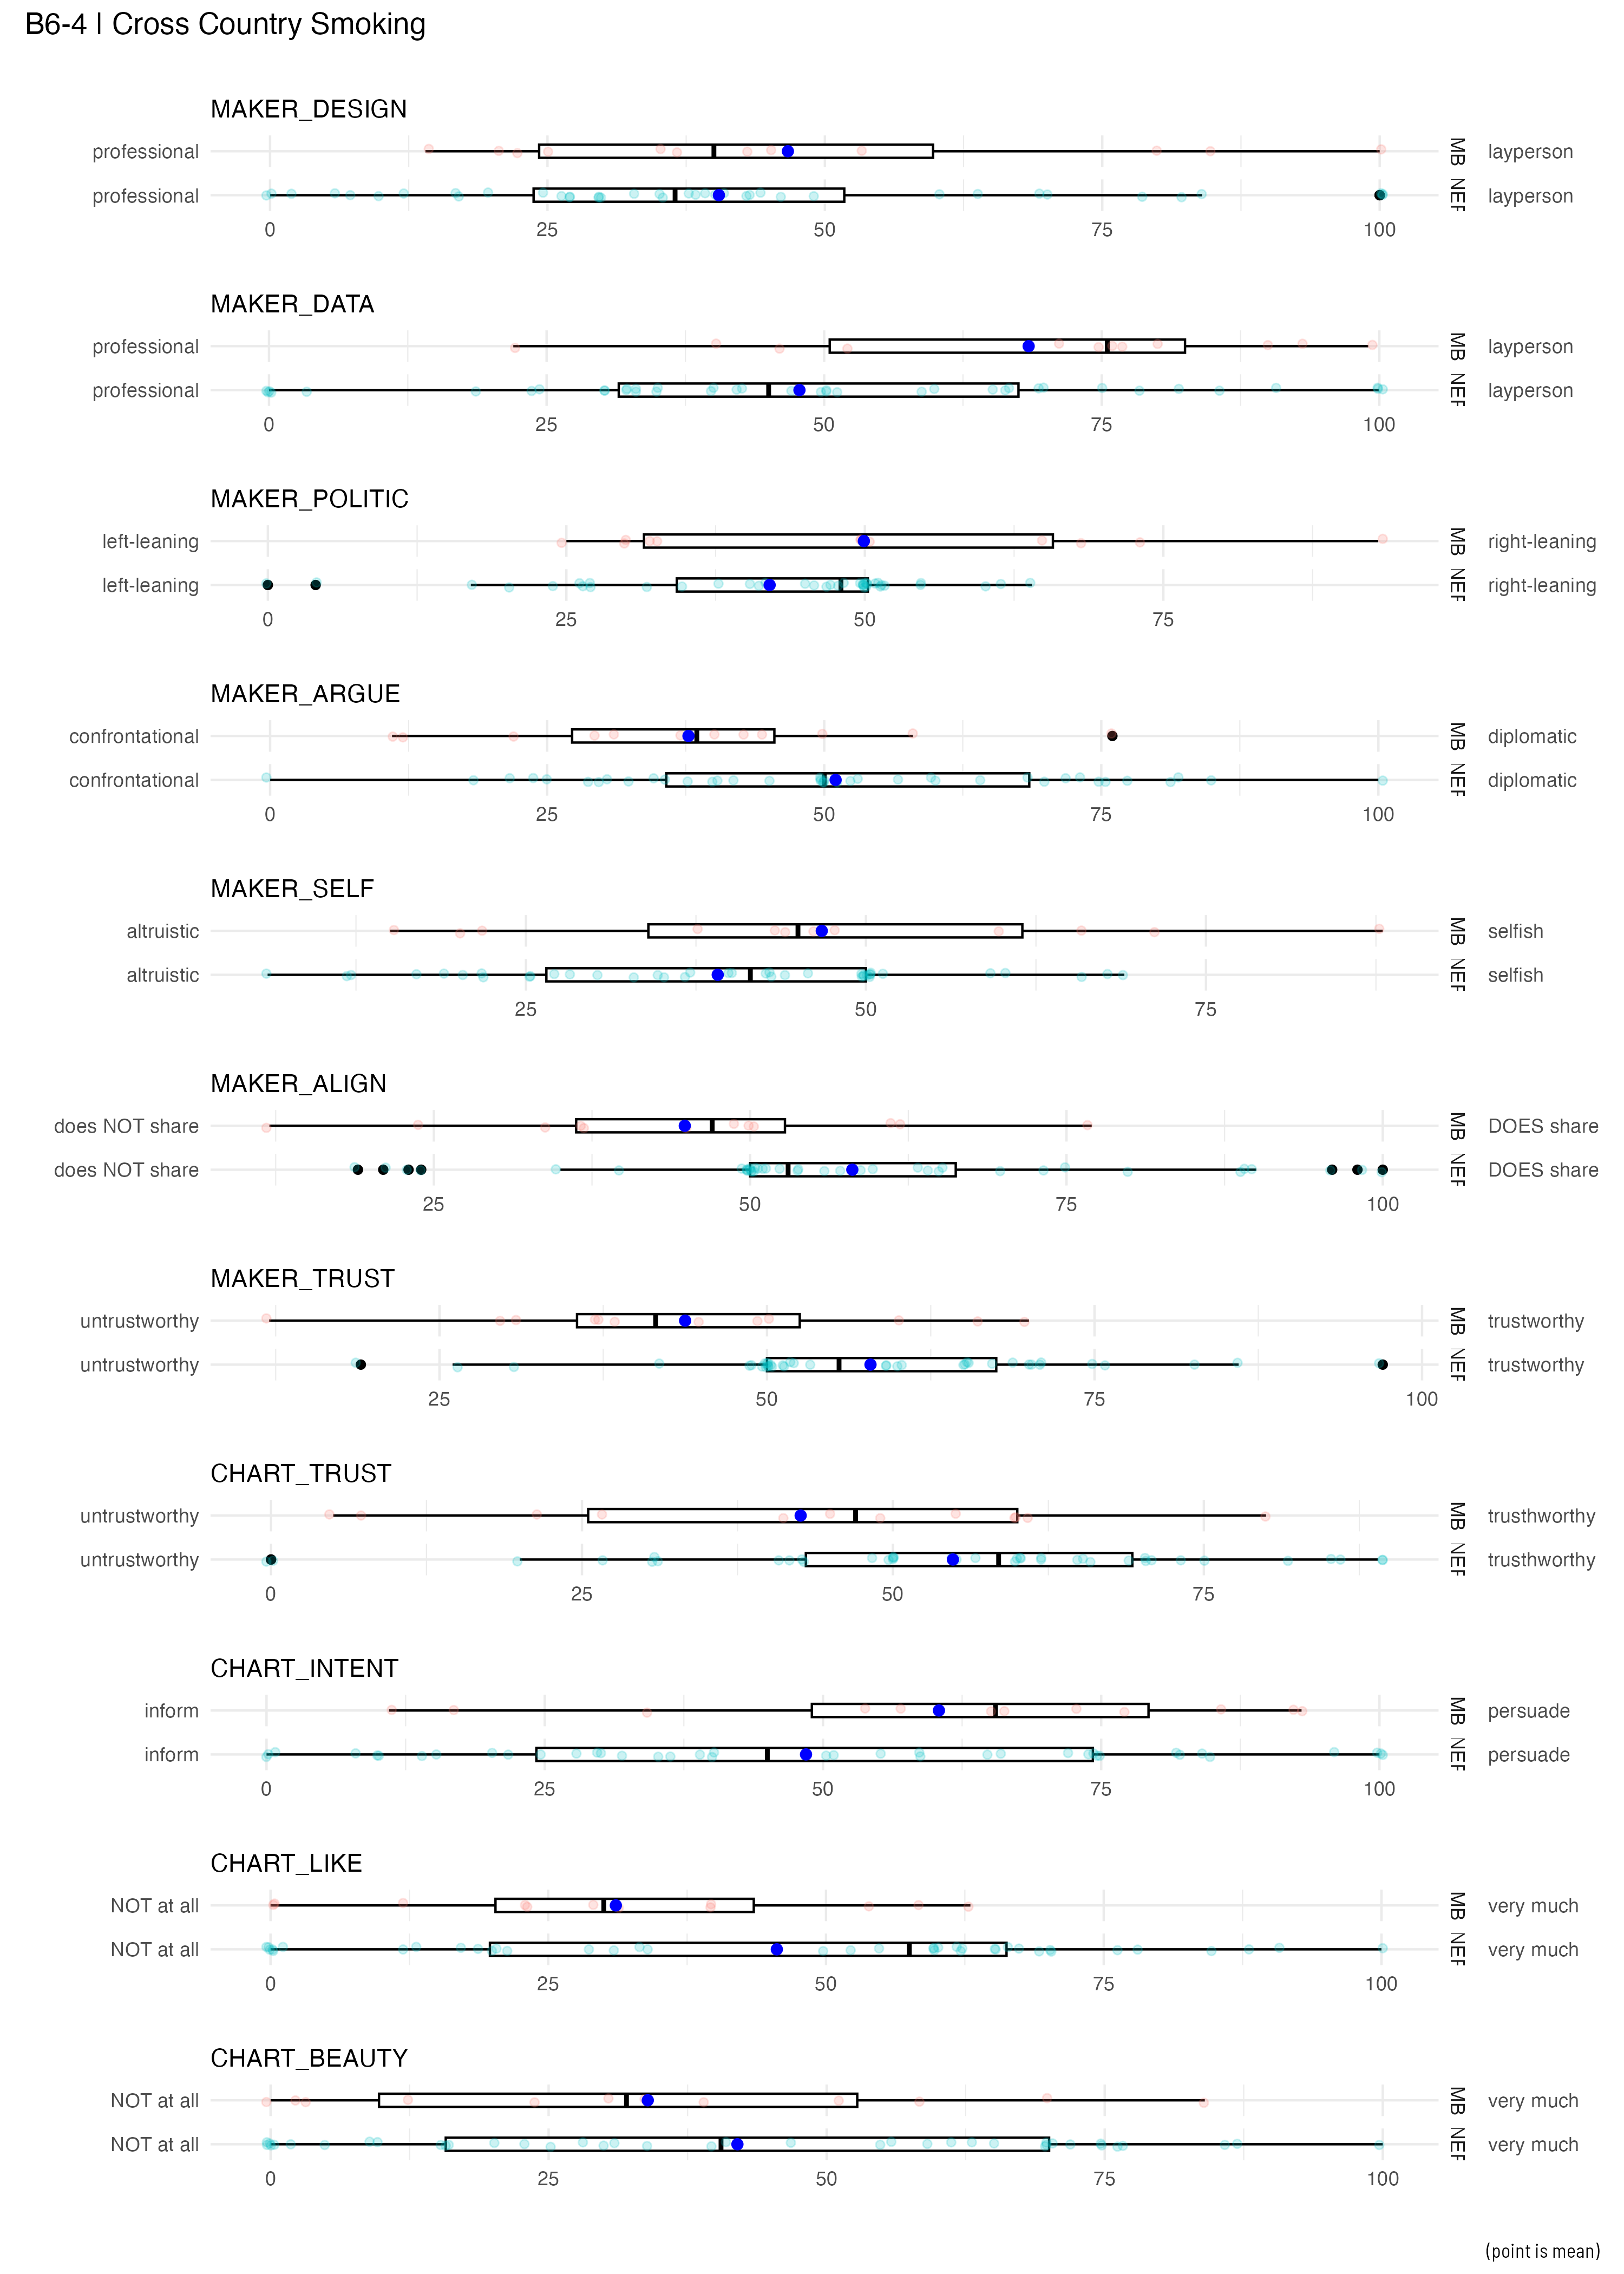 B6-4 | Cross Country Smoking
MAKER_DESIGN
professional MB layperson
professional NEF layperson
0 25 50 75 100
MAKER_DATA
professional MB layperson
professional NEF layperson
0 25 50 75 100
MAKER_POLITIC
left-leaning MB right-leaning
left-leaning NEF right-leaning
0 25 50 75
MAKER_ARGUE
confrontational MB diplomatic
confrontational NEF diplomatic
0 25 50 75 100
MAKER_SELF
altruistic MB selfish
altruistic NEF selfish
25 50 75
MAKER_ALIGN
does NOT share MB DOES share
does NOT share NEF DOES share
25 50 75 100
MAKER_TRUST
untrustworthy MB trustworthy
untrustworthy NEF trustworthy
25 50 75 100
CHART_TRUST
untrustworthy MB trusthworthy
untrustworthy NEF trusthworthy
0 25 50 75
CHART_INTENT
inform MB persuade
inform NEF persuade
0 25 50 75 100
CHART_LIKE
NOT at all MB very much
NOT at all NEF very much
0 25 50 75 100
CHART_BEAUTY
NOT at all MB very much
NOT at all NEF very much
0 25 50 75 100
(point is mean)